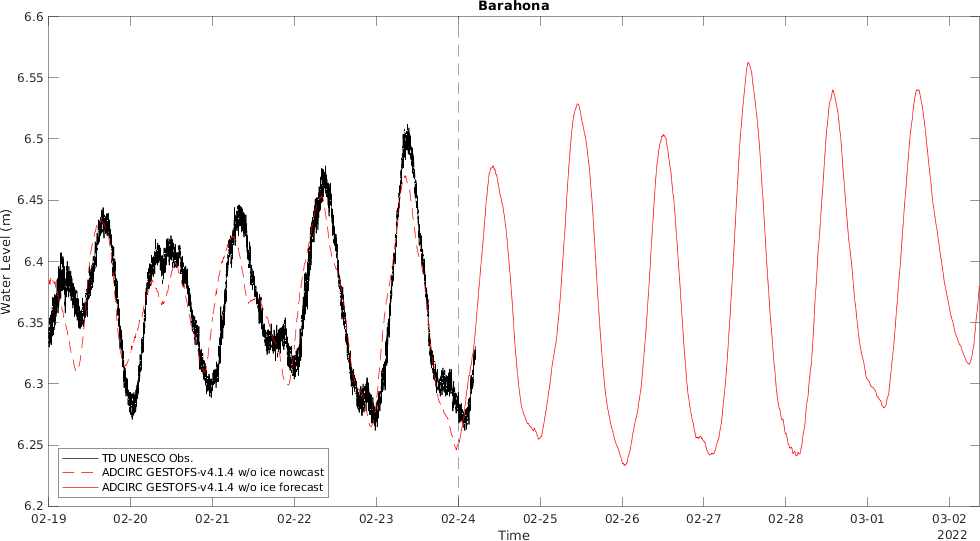 Barahona
6.6
6.55
6.5
6.45
6.4
6.35
6.3
6.25
6.2
Water Level (m)
TD UNESCO Obs.
ADCIRC GESTOFS-v4.1.4 w/o ice nowcast
ADCIRC GESTOFS-v4.1.4 w/o ice forecast
02-19 02-20 02-21 02-22 02-23 02-24 02-25 02-26 02-27 02-28 03-01 03-02
Time
2022